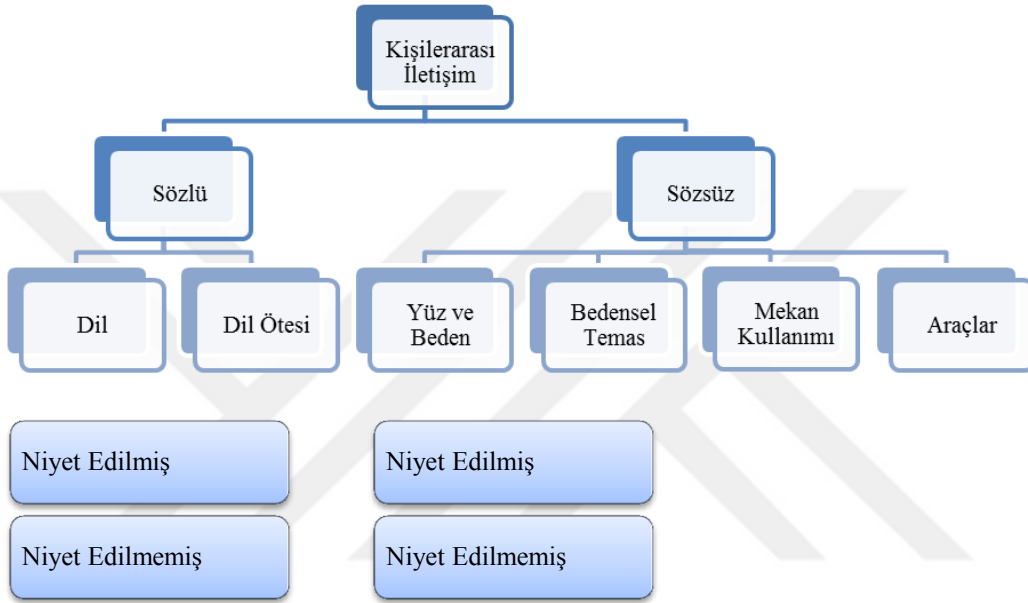 Kişilerarası
İletişim
Sözlü
Sözsüz
Dil
Dil Ötesi
Yüz ve
Beden
Bedensel
Temas
Mekan
Kullanımı
Araçlar
Niyet Edilmiş
Niyet Edilmiş
Niyet Edilmemiş
Niyet Edilmemiş